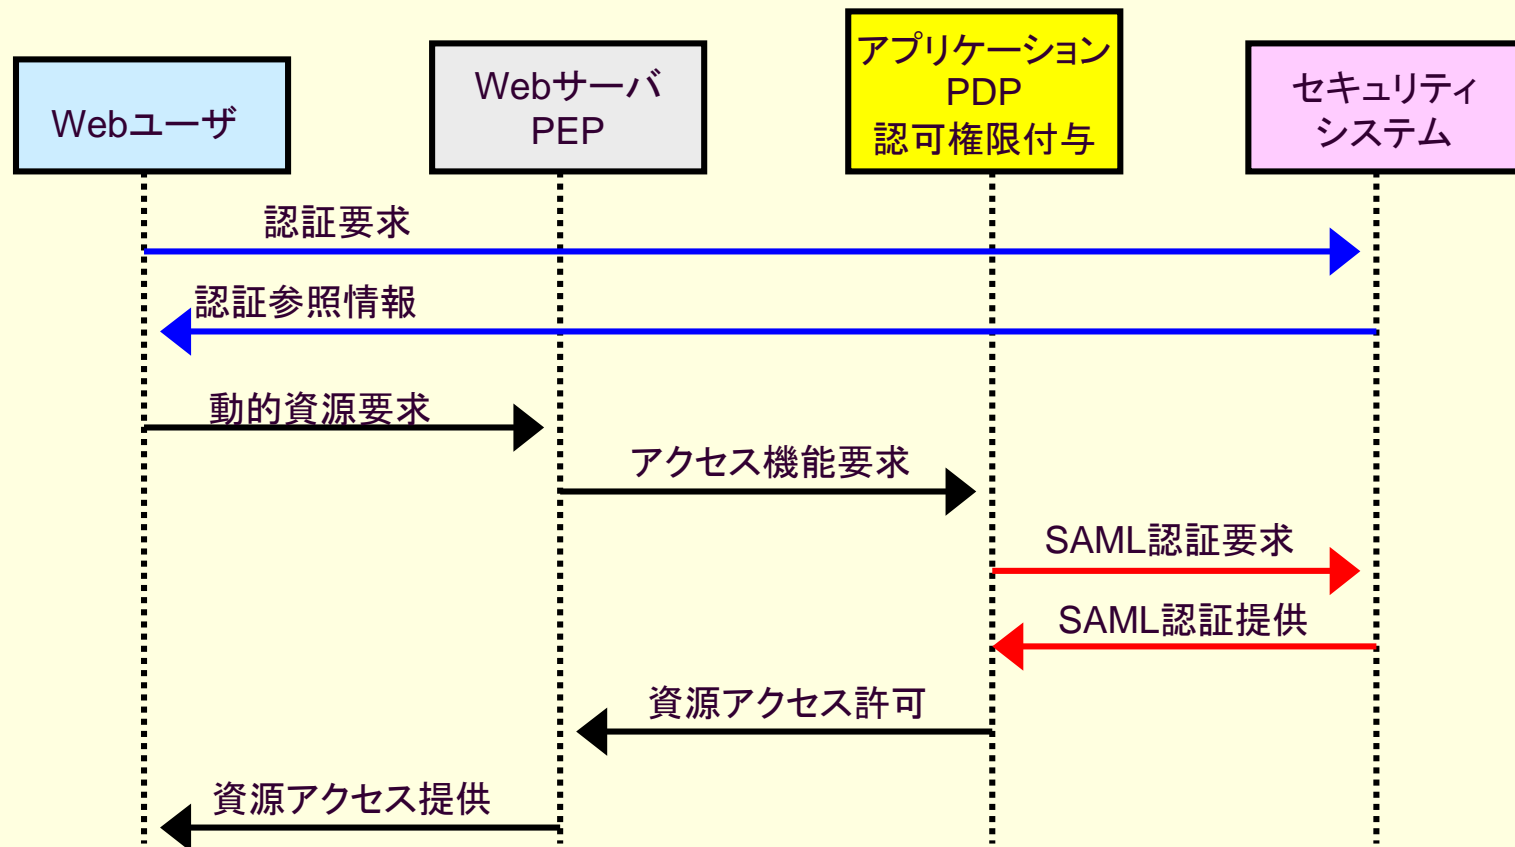 Webユーザ
Webサーバ
PEP
アプリケーション
PDP
認可権限付与
セキュリティ
システム
認証要求
認証参照情報
動的資源要求
アクセス機能要求
SAML認証要求
SAML認証提供
資源アクセス許可
資源アクセス提供